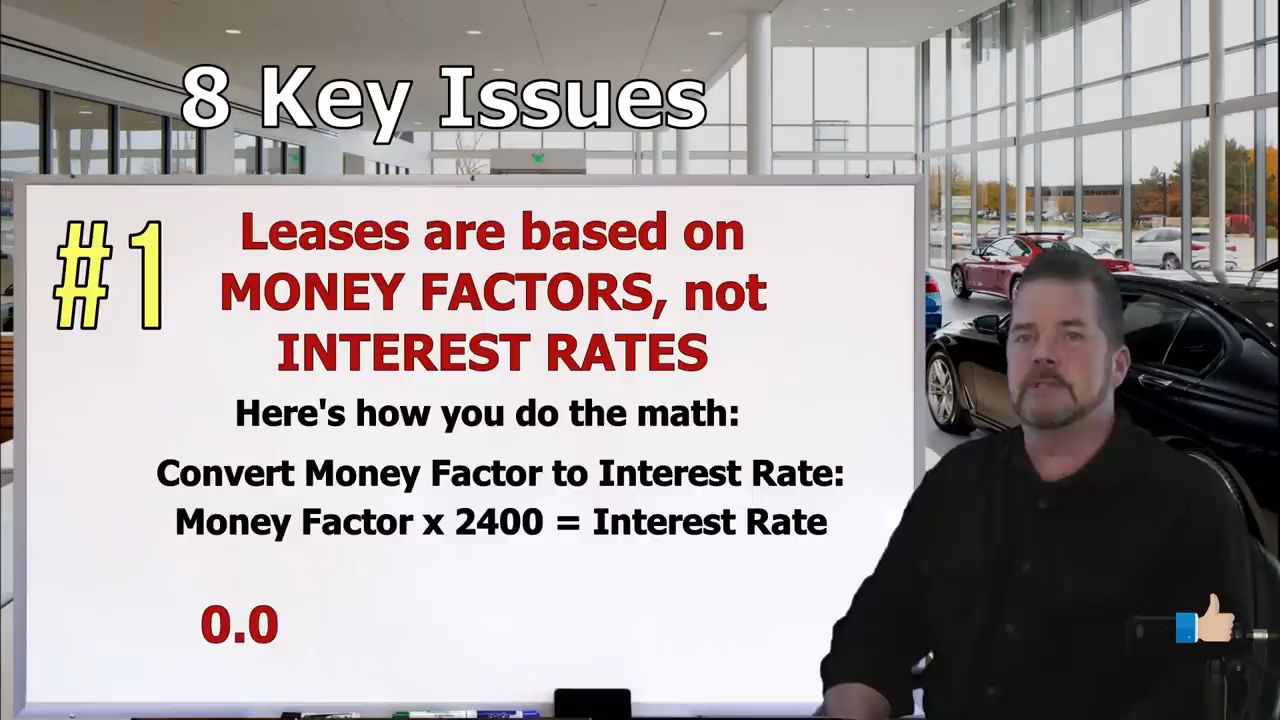 8 Key Issues
#1
Leases are based on
MONEY FACTORS, not
INTEREST RATES
Here's how you do the math:
Convert Money Factor to Interest Rate:
Money Factor x 2400 = Interest Rate
0.0